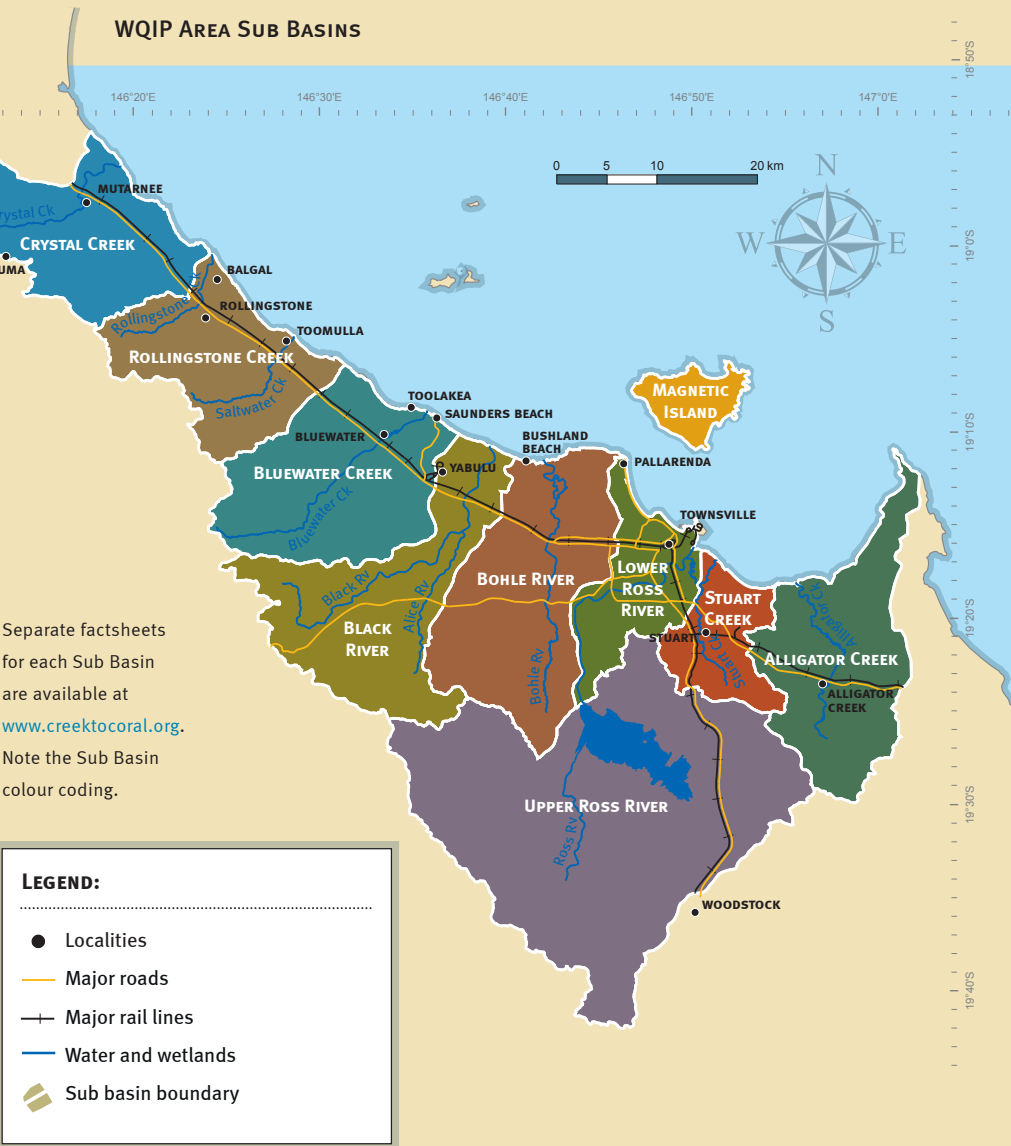 WQIP Area Sub Basins
146°20'E
146°30'E
146°40'E
146°50'E
147°0'E
18°50'S
19°0'S
19°10'S
19°20'S
19°30'S
19°40'S
0 5 10 20 km
N
W E
S
MUTARNEE
rystal Ck
CRYSTAL CREEK
UMA
BALGAL
Rollingstone Ck
ROLLINGSTONE
TOOMULLA
ROLLINGSTONE CREEK
Saltwater Ck
MAGNETIC
ISLAND
TOOLAKEA
SAUNDERS BEACH
BLUEWATER
BUSHLAND
BEACH
PALLARENDA
YABULU
BLUEWATER CREEK
Bluewater Ck
TOWNSVILLE
LOWER
ROSS
RIVER
BOHLE RIVER
Black Rv
Alice Rv
STUART
CREEK
Alligator Ck
BLACK
RIVER
STUART
Stuart Ck
Bohle Rv
ALLIGATOR CREEK
ALLIGATOR
CREEK
UPPER ROSS RIVER
Ross Rv
WOODSTOCK
Separate factsheets
for each Sub Basin
are available at
www.creektocoral.org.
Note the Sub Basin
colour coding.
LEGEND:
Localities
Major roads
Major rail lines
Water and wetlands
Sub basin boundary